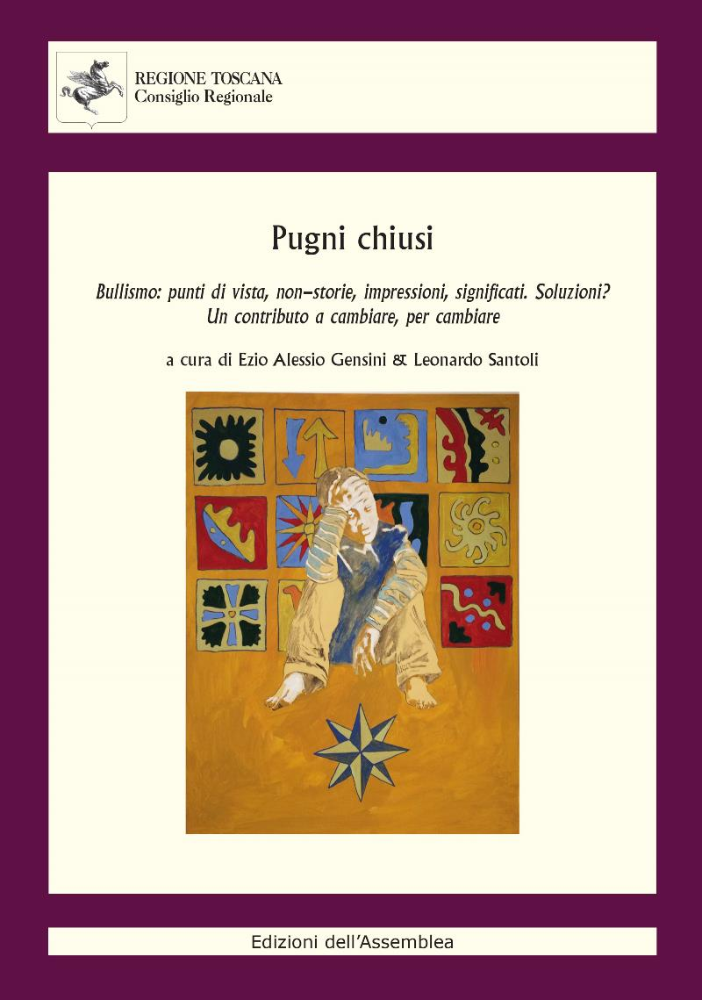 REGIONE TOSCANA
Consiglio Regionale
Pugni chiusi
Bullismo: punti di vista, non-storie, impressioni, significati. Soluzioni?
Un contributo a cambiare, per cambiare
a cura di Ezio Alessio Gensini & Leonardo Santoli
Edizioni dell'Assemblea